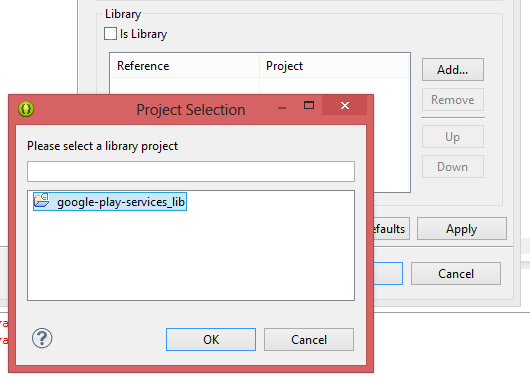 Library
Is Library
Reference Project
Add...
Remove
Up
Down
Project Selection
Please select a library project
google-play-services_lib
OK Cancel
efaults Apply
Cancel